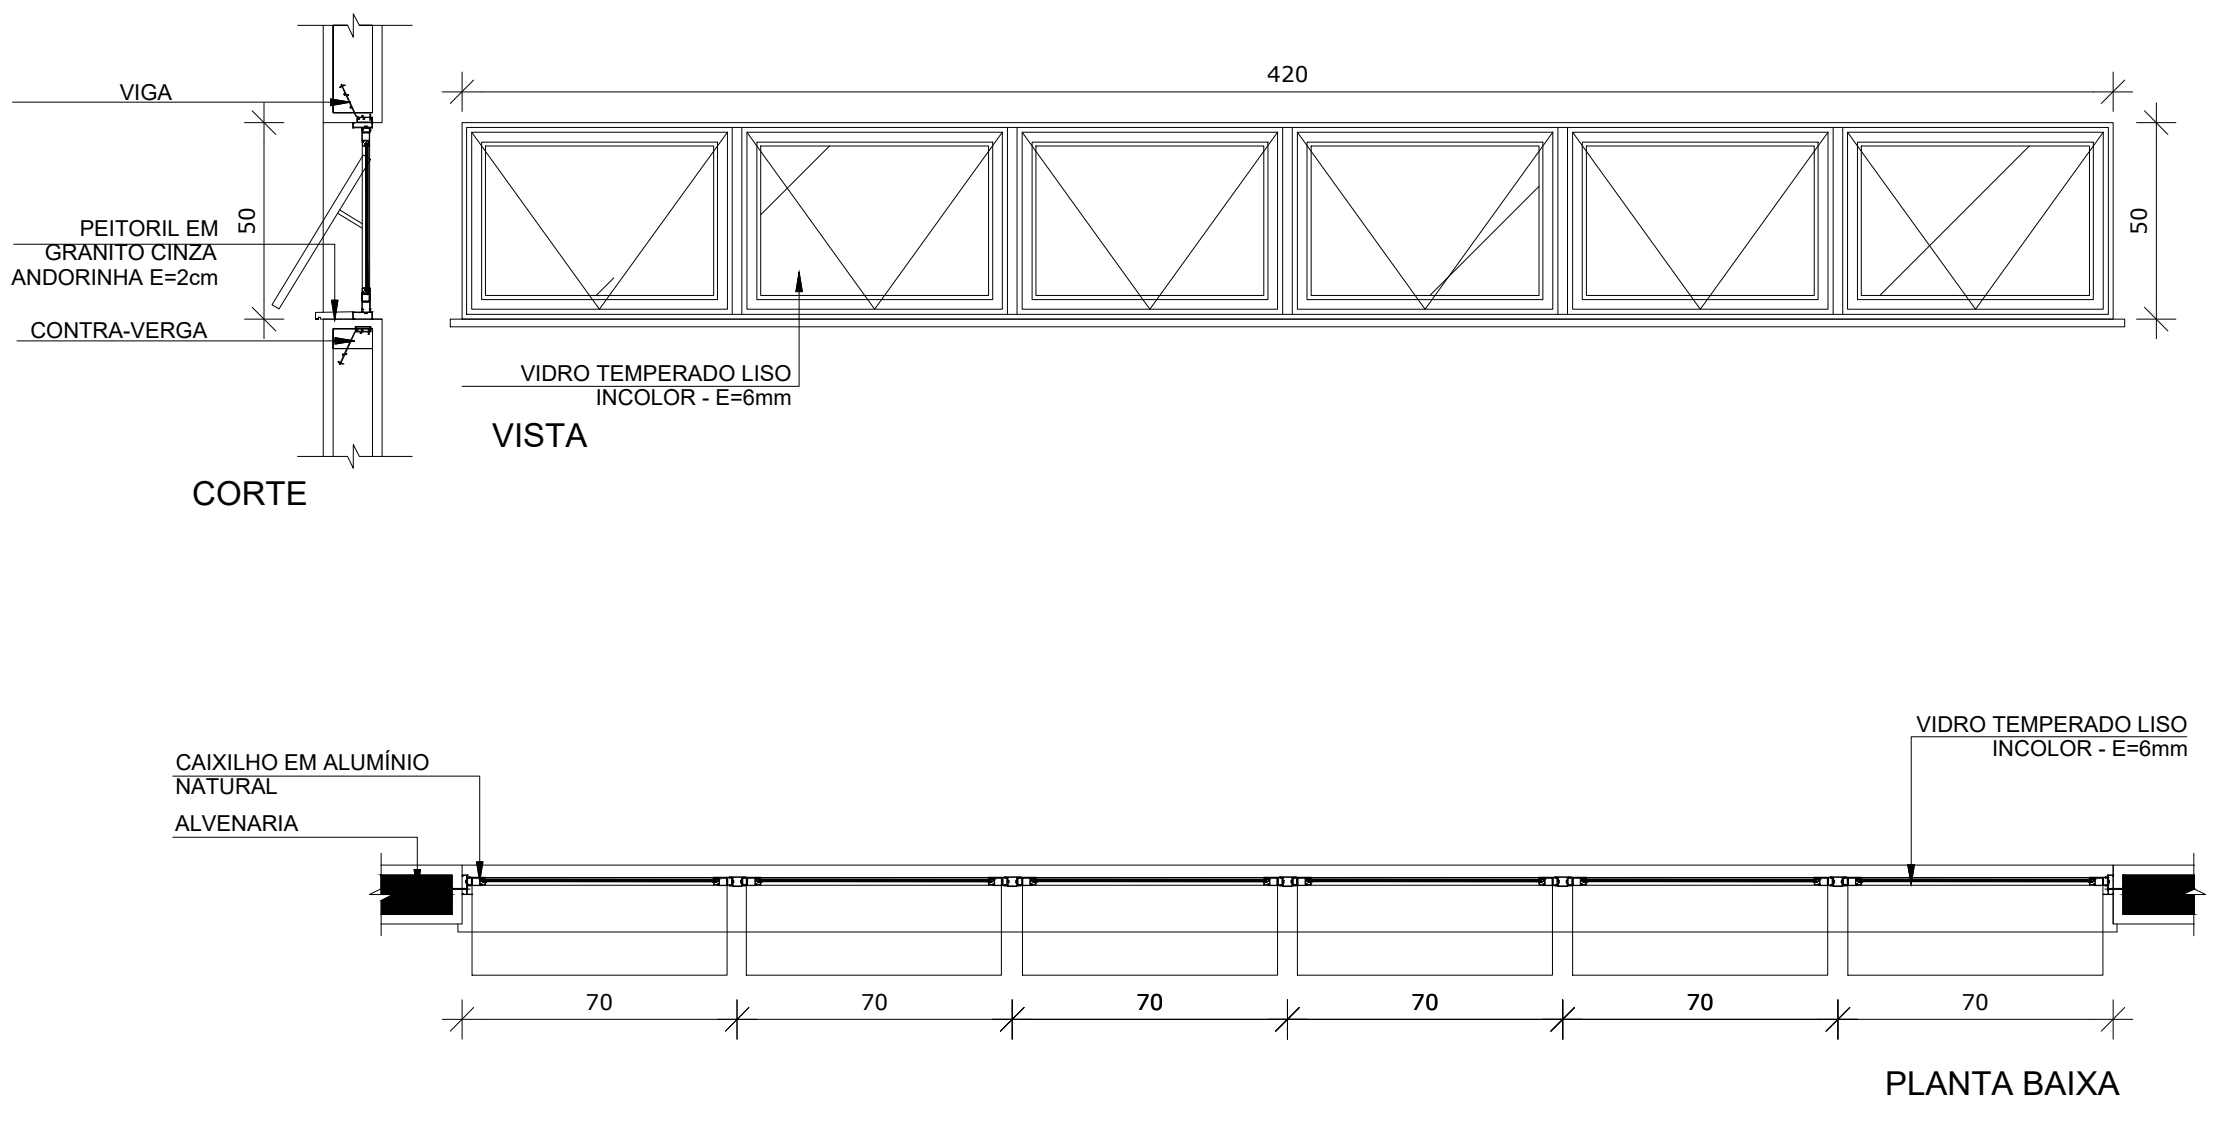 VIGA
50
PEITORIL EM
GRANITO CINZA
ANDORINHA E=2cm
CONTRA-VERGA
CORTE
420
50
VIDRO TEMPERADO LISO
INCOLOR - E=6mm
VISTA
VIDRO TEMPERADO LISO
INCOLOR - E=6mm
CAIXILHO EM ALUMÍNIO
NATURAL
ALVENARIA
70 70 70 70 70 70
PLANTA BAIXA